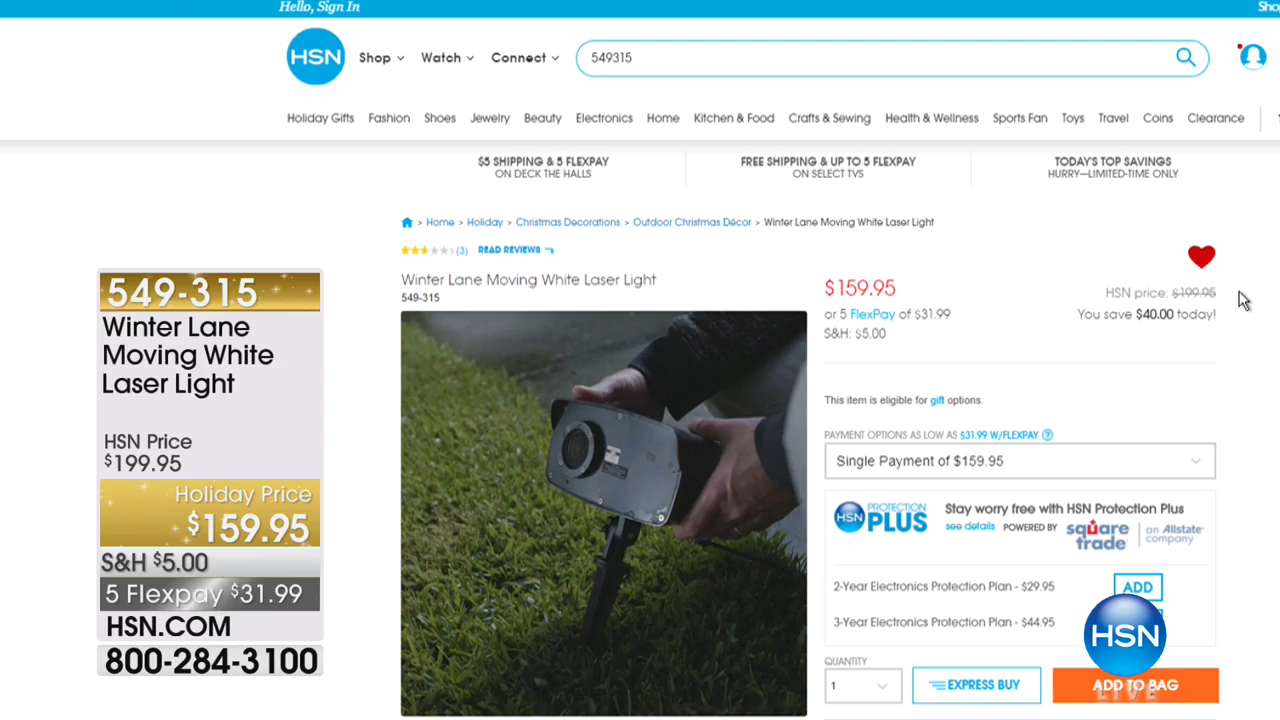 Hello, Sign In
Sho
HSN
Shop
Watch
Connect
549315
Holiday Gifts
Fashion
Shoes
Jewelry
Beauty
Electronics
Home
Kitchen & Food
Crafts & Sewing
Health & Wellness
Sports Fan
Toys
Travel
Coins
Clearance
$5 SHIPPING & 5 FLEXPAY
ON DECK THE HALLS
FREE SHIPPING & UP TO 5 FLEXPAY
ON SELECT TVS
TODAY'S TOP SAVINGS
HURRY—LIMITED-TIME ONLY
> Home > Holiday > Christmas Decorations > Outdoor Christmas Décor > Winter Lane Moving White Laser Light
(3) READ REVIEWS
Winter Lane Moving White Laser Light
549-315
$159.95
or 5 FlexPay of $31.99
S&H: $5.00
HSN price: $199.95
You save $40.00 today!
This item is eligible for gift options.
PAYMENT OPTIONS AS LOW AS $31.99 W/FLEXPAY ?
Single Payment of $159.95
HSN PROTECTION PLUS
Stay worry free with HSN Protection Plus
see details POWERED BY square trade | an Allstate company
2-Year Electronics Protection Plan - $29.95
ADD
3-Year Electronics Protection Plan - $44.95
QUANTITY
1
EXPRESS BUY
ADD TO BAG
HSN
LIVE
549-315
Winter Lane
Moving White
Laser Light
HSN Price
$199.95
Holiday Price
$159.95
S&H $5.00
5 Flexpay $31.99
HSN.COM
800-284-3100